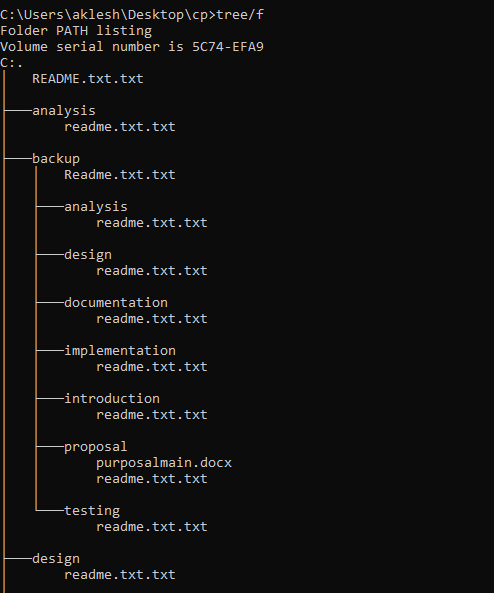 C:\Users\aklesh\Desktop\cp>tree/f
Folder PATH listing
Volume serial number is 5C74-EFA9
C:.
│   README.txt.txt
│
├───analysis
│       readme.txt.txt
│
├───backup
│   │   Readme.txt.txt
│   │
│   ├───analysis
│   │       readme.txt.txt
│   │
│   ├───design
│   │       readme.txt.txt
│   │
│   ├───documentation
│   │       readme.txt.txt
│   │
│   ├───implementation
│   │       readme.txt.txt
│   │
│   ├───introduction
│   │       readme.txt.txt
│   │
│   ├───proposal
│   │       purposalmain.docx
│   │       readme.txt.txt
│   │
│   └───testing
│           readme.txt.txt
│
├───design
│       readme.txt.txt
│